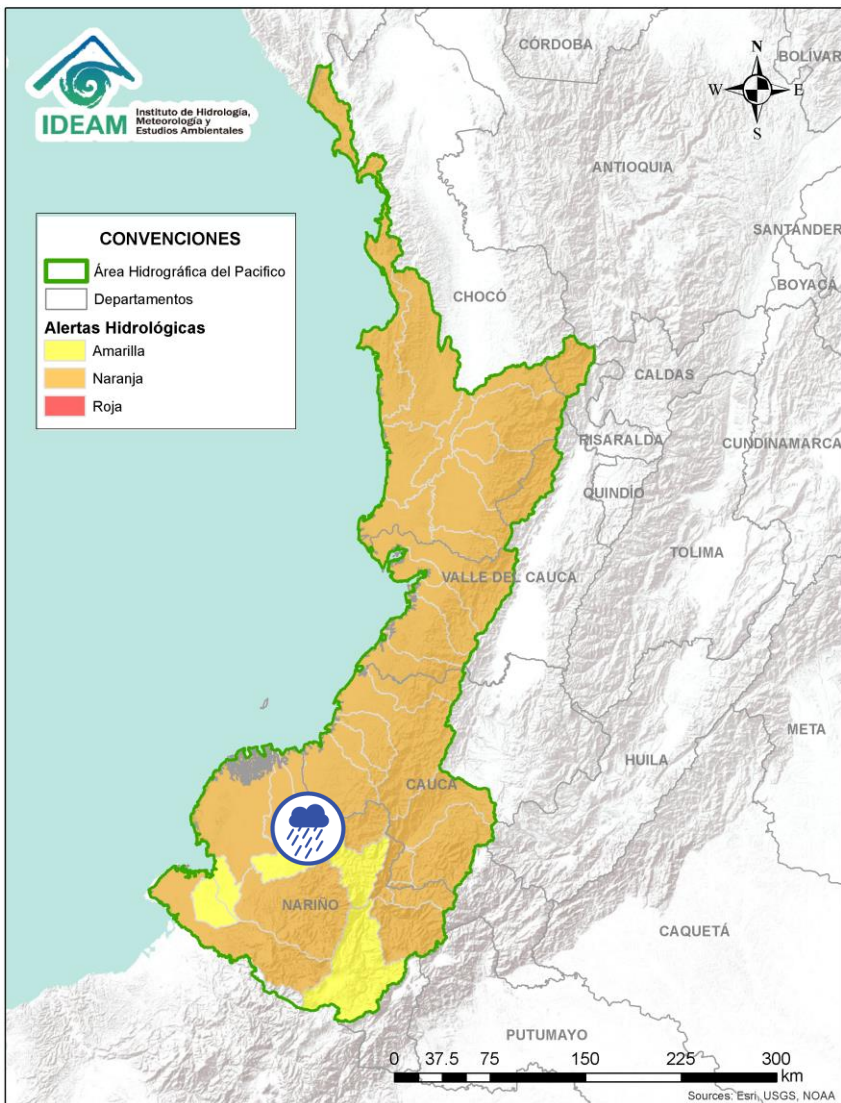 IDEAM
Instituto de Hidrología,
Meteorología y
Estudios Ambientales
CÓRDOBA
BOLÍVAR
N
W
E
S
ANTIOQUIA
SANTANDER
BOYACÁ
CONVENCIONES
Área Hidrográfica del Pacifico
Departamentos
Alertas Hidrológicas
Amarilla
Naranja
Roja
CHOCÓ
CALDAS
RISARALDA
CUNDINAMARCA
QUINDÍO
TOLIMA
VALLE DEL CAUCA
META
HUILA
CAUCA
NARIÑO
CAQUETÁ
PUTUMAYO
0 37.5 75 150 225 300
km
Sources: Esri, USGS, NOAA